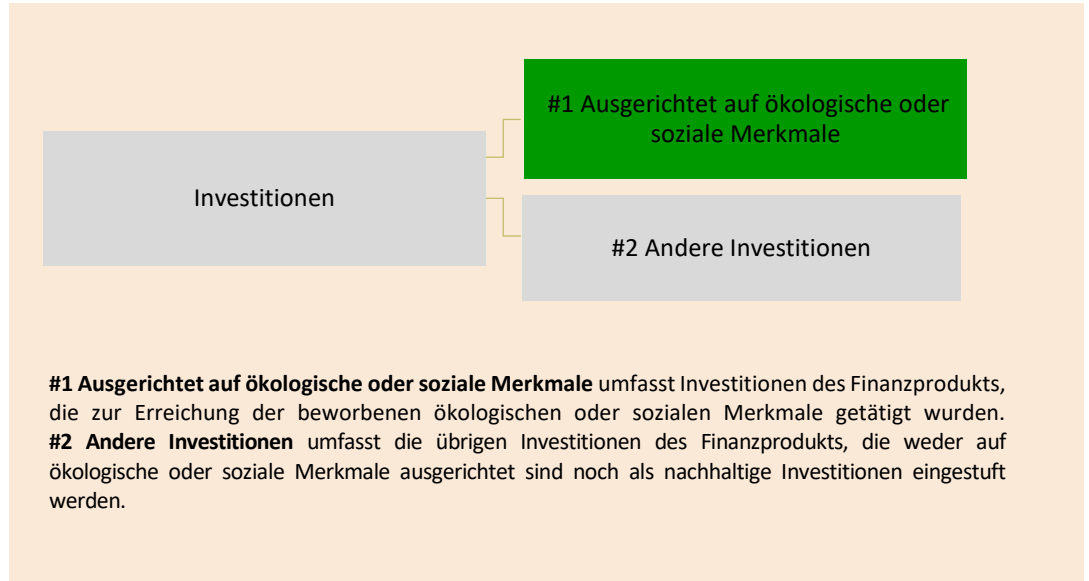 #1 Ausgerichtet auf ökologische oder
soziale Merkmale
Investitionen
#2 Andere Investitionen
#1 Ausgerichtet auf ökologische oder soziale Merkmale umfasst Investitionen des Finanzprodukts,
die zur Erreichung der beworbenen ökologischen oder sozialen Merkmale getätigt wurden.
#2 Andere Investitionen umfasst die übrigen Investitionen des Finanzprodukts, die weder auf
ökologische oder soziale Merkmale ausgerichtet sind noch als nachhaltige Investitionen eingestuft
werden.